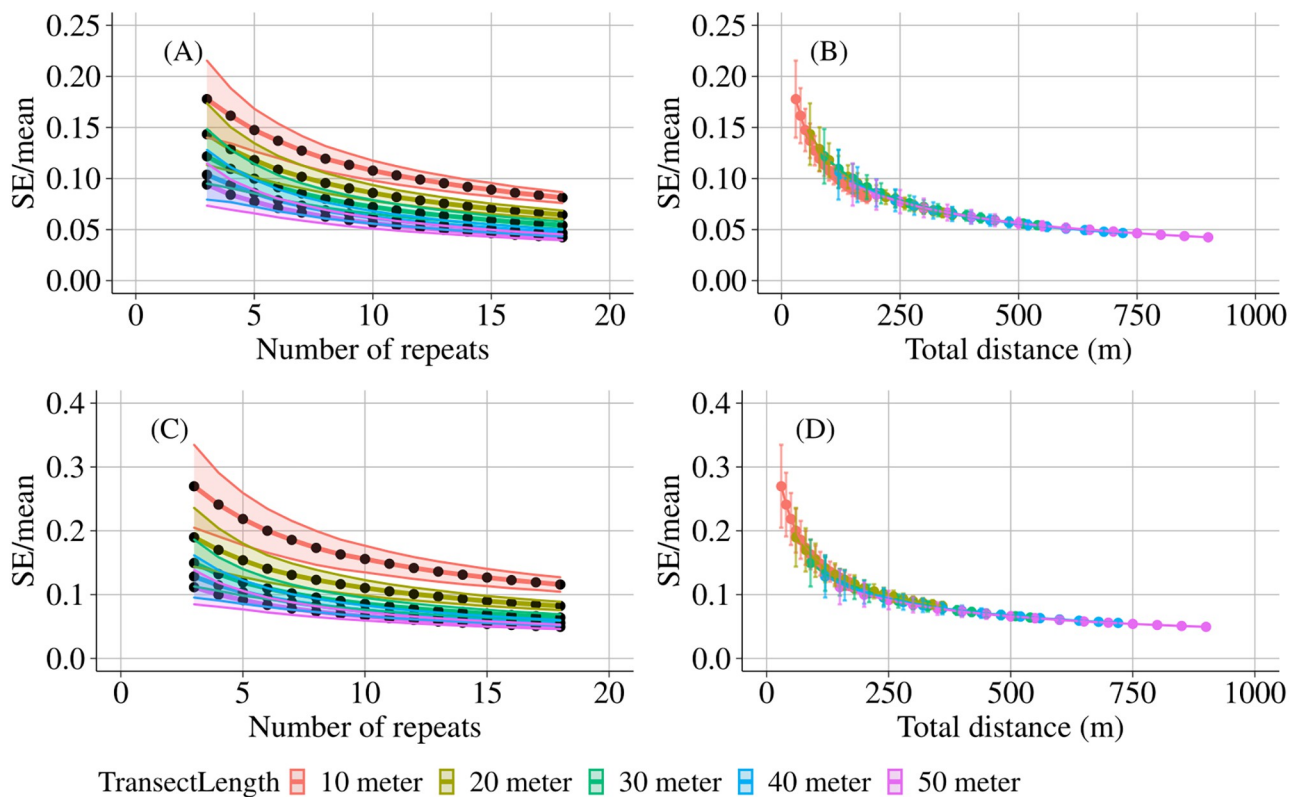 (A)
SE/mean
0.25
0.20
0.15
0.10
0.05
0.00
0 5 10 15 20
Number of repeats
(B)
SE/mean
0.25
0.20
0.15
0.10
0.05
0.00
0 250 500 750 1000
Total distance (m)
(C)
SE/mean
0.4
0.3
0.2
0.1
0.0
0 5 10 15 20
Number of repeats
(D)
SE/mean
0.4
0.3
0.2
0.1
0.0
0 250 500 750 1000
Total distance (m)
TransectLength 10 meter 20 meter 30 meter 40 meter 50 meter